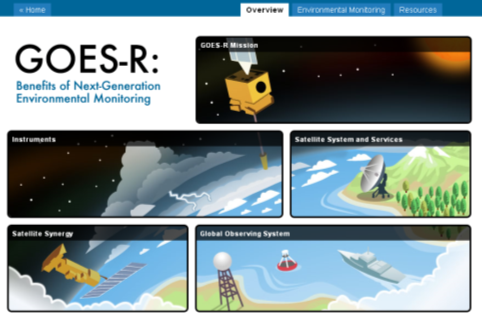 « Home
Overview
Environmental Monitoring
Resources
GOES-R:
Benefits of Next-Generation
Environmental Monitoring
GOES-R Mission
Instruments
Satellite System and Services
Satellite Synergy
Global Observing System